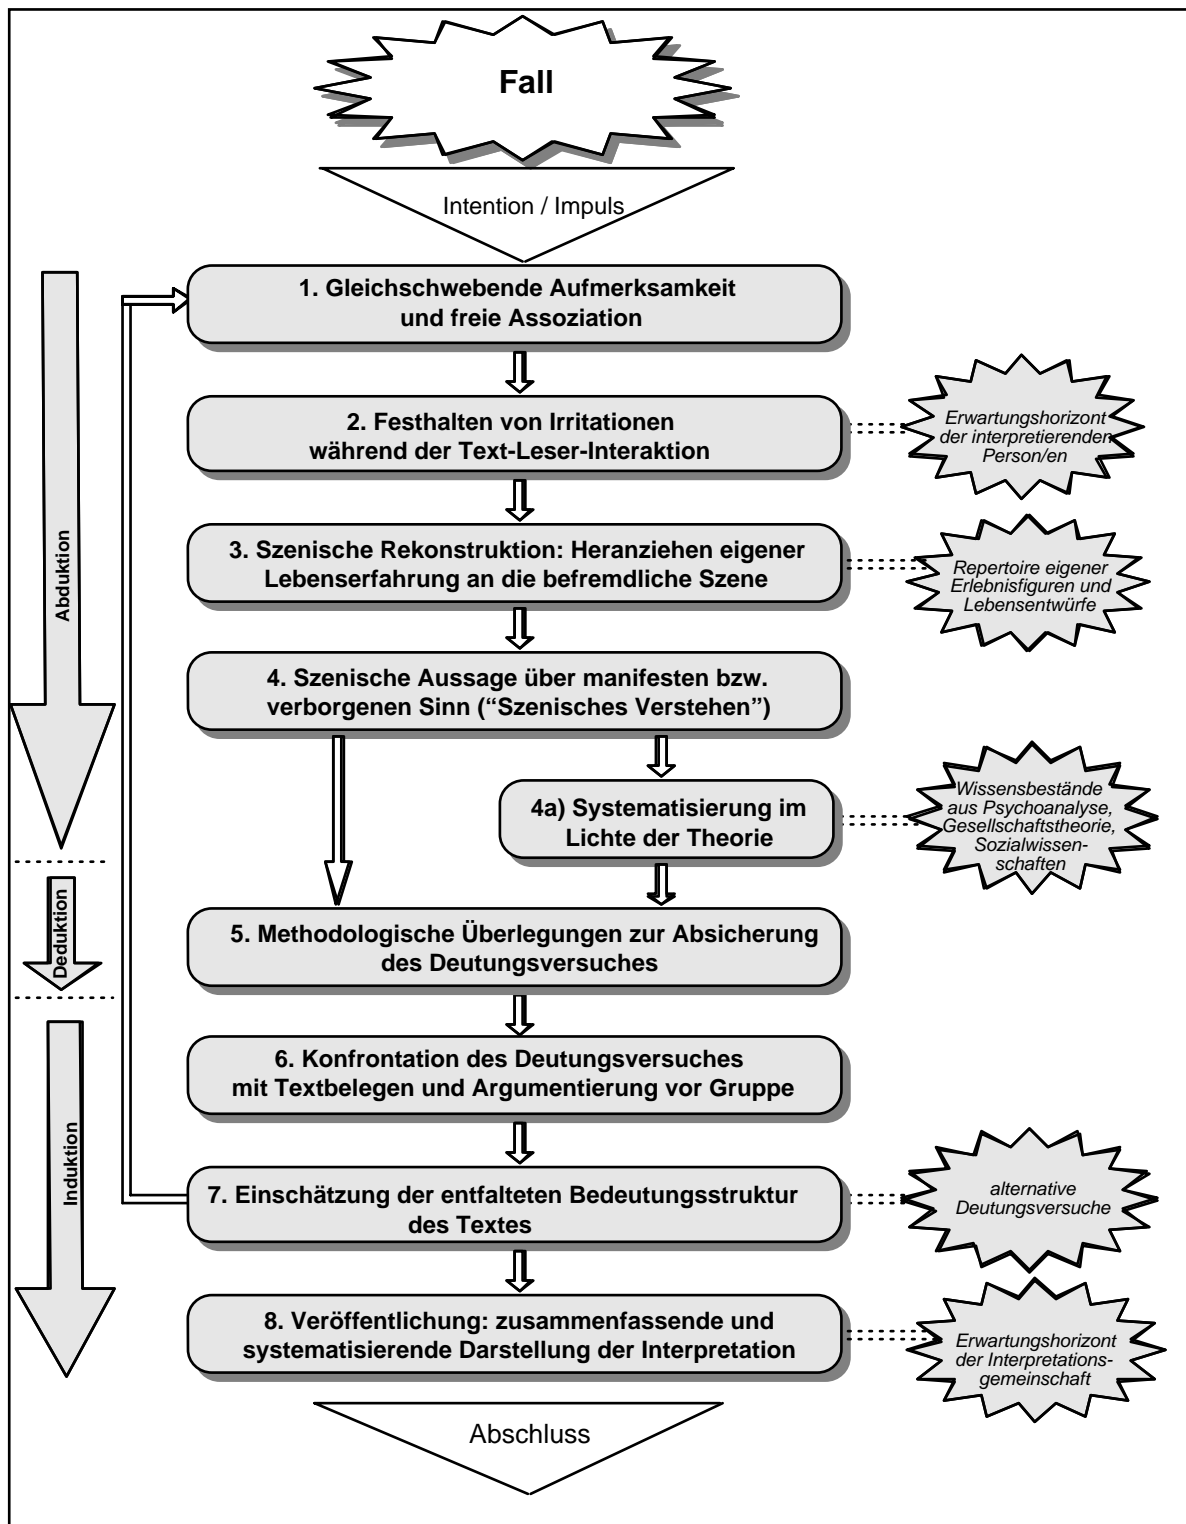 Fall
Intention / Impuls
1. Gleichschwebende Aufmerksamkeit
und freie Assoziation
2. Festhalten von Irritationen
während der Text-Leser-Interaktion
Erwartungshorizont
der interpretierenden
Person/en
3. Szenische Rekonstruktion: Heranziehen eigener
Lebenserfahrung an die befremdliche Szene
Repertoire eigener
Erlebnisfiguren und
Lebensentwürfe
Abduktion
4. Szenische Aussage über manifesten bzw.
verborgenen Sinn (“Szenisches Verstehen”)
4a) Systematisierung im
Lichte der Theorie
Wissensbestände
aus Psychoanalyse,
Gesellschaftstheorie,
Sozialwissen-
schaften
Deduktion
5. Methodologische Überlegungen zur Absicherung
des Deutungsversuches
6. Konfrontation des Deutungsversuches
mit Textbelegen und Argumentierung vor Gruppe
Induktion
7. Einschätzung der entfalteten Bedeutungsstruktur
des Textes
alternative
Deutungsversuche
8. Veröffentlichung: zusammenfassende und
systematisierende Darstellung der Interpretation
Erwartungshorizont
der Interpretations-
gemeinschaft
Abschluss